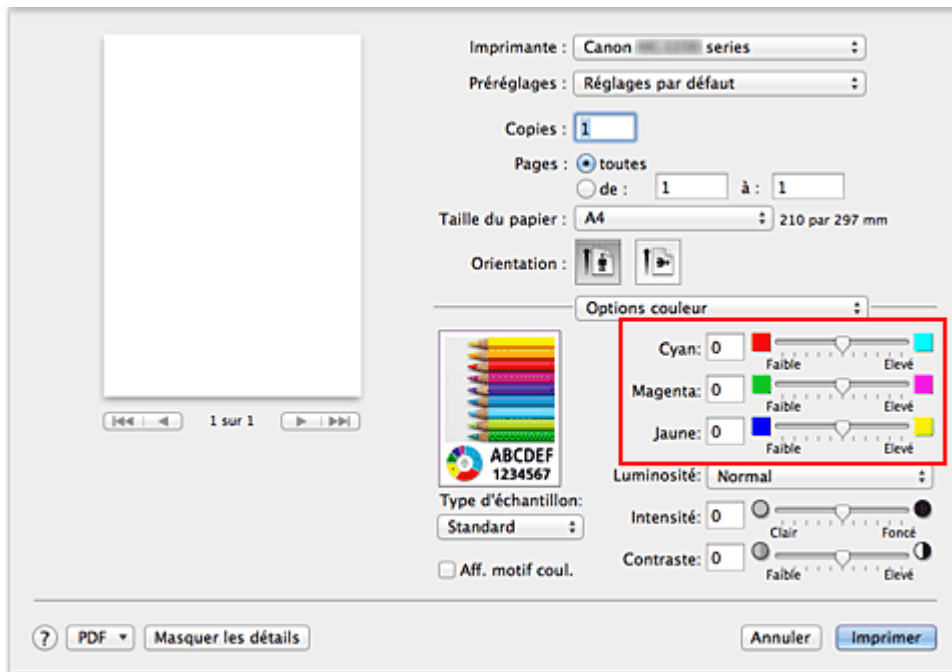 Imprimante : Canon series
Préréglages : Réglages par défaut
Copies : 1
Pages : toutes
de : 1 à : 1
Taille du papier : A4 210 par 297 mm
Orientation :
Options couleur
Cyan: 0
Faible Elevé
Magenta: 0
Faible Elevé
Jaune: 0
Faible Elevé
1 sur 1
ABCDEF
1234567
Luminosité: Normal
Type d'échantillon:
Standard
Intensité: 0
Clair Foncé
Contraste: 0
Faible Elevé
Aff. motif coul.
? PDF Masquer les détails Annuler Imprimer